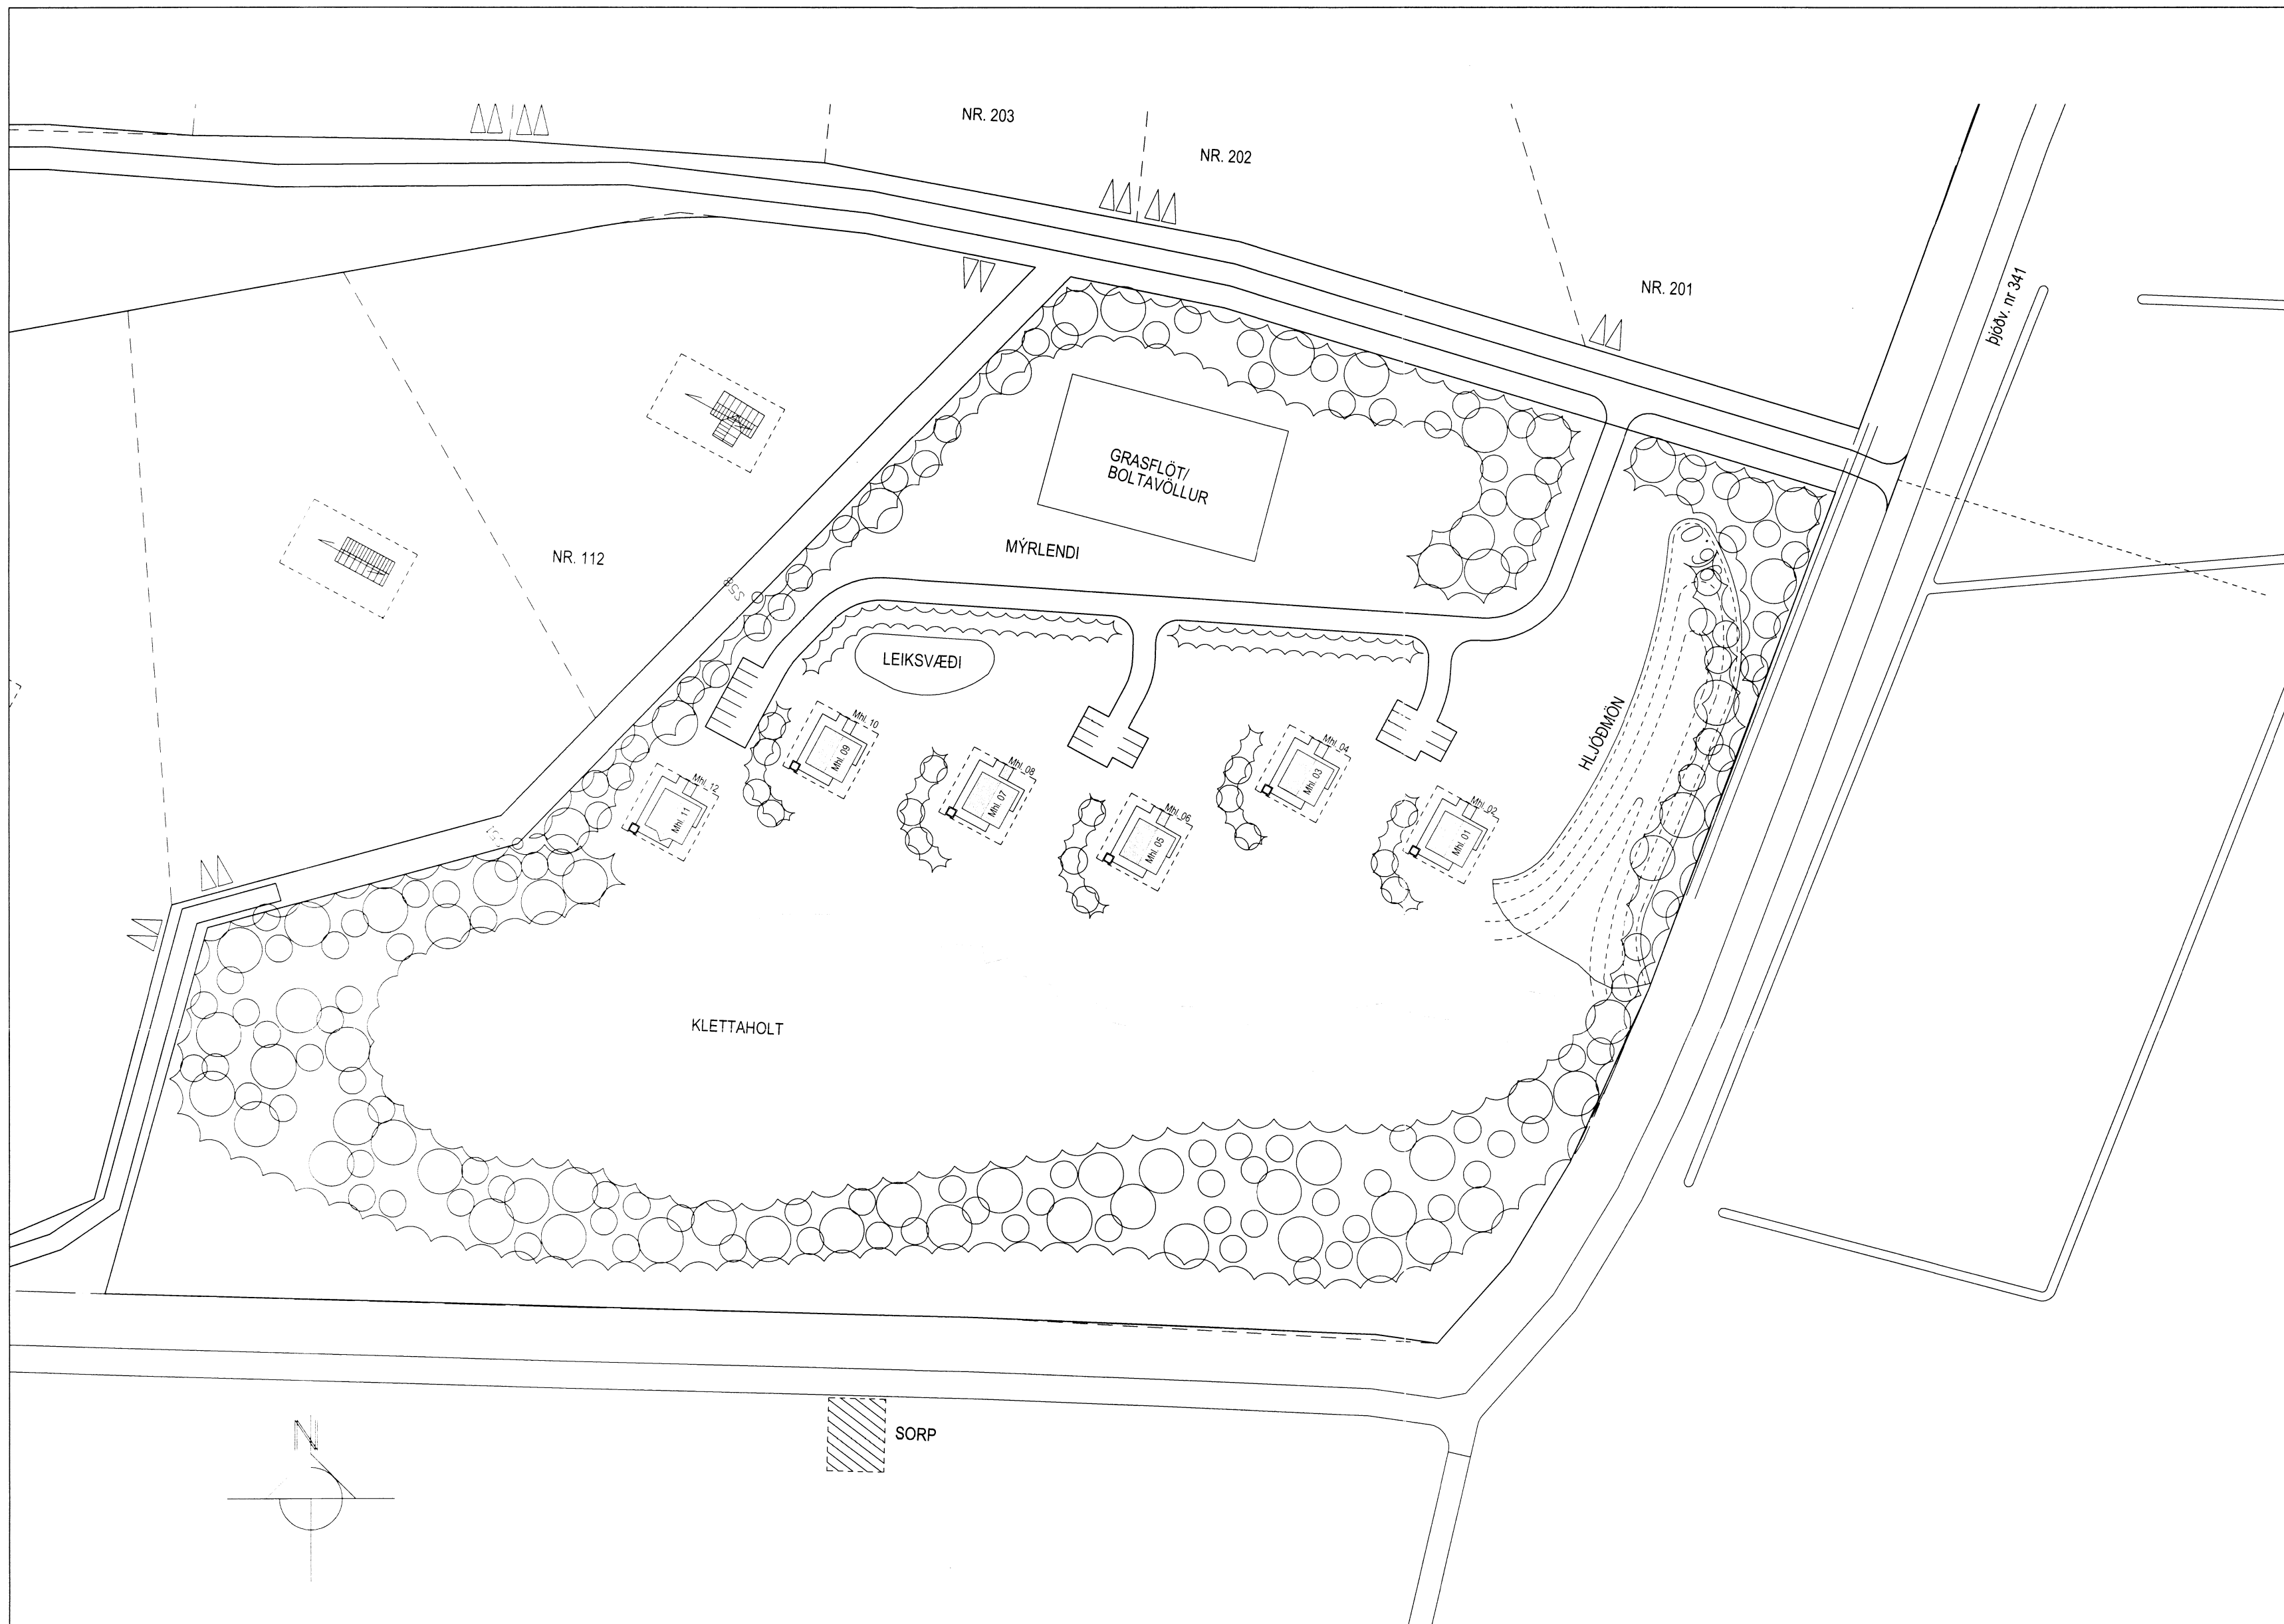 NR. 203
NR. 202
NR. 201
þjóðv. nr 341
GRASFLÖT/
BOLTAVÖLLUR
MÝRLENDI
NR. 112
LEIKSVÆÐI
HLJÓÐMÖN
Mhl. 10
Mhl. 09
Mhl. 08
Mhl. 07
Mhl. 04
Mhl. 03
Mhl. 12
Mhl. 11
Mhl. 06
Mhl. 05
Mhl. 02
Mhl. 01
KLETTAHOLT
SORP
N